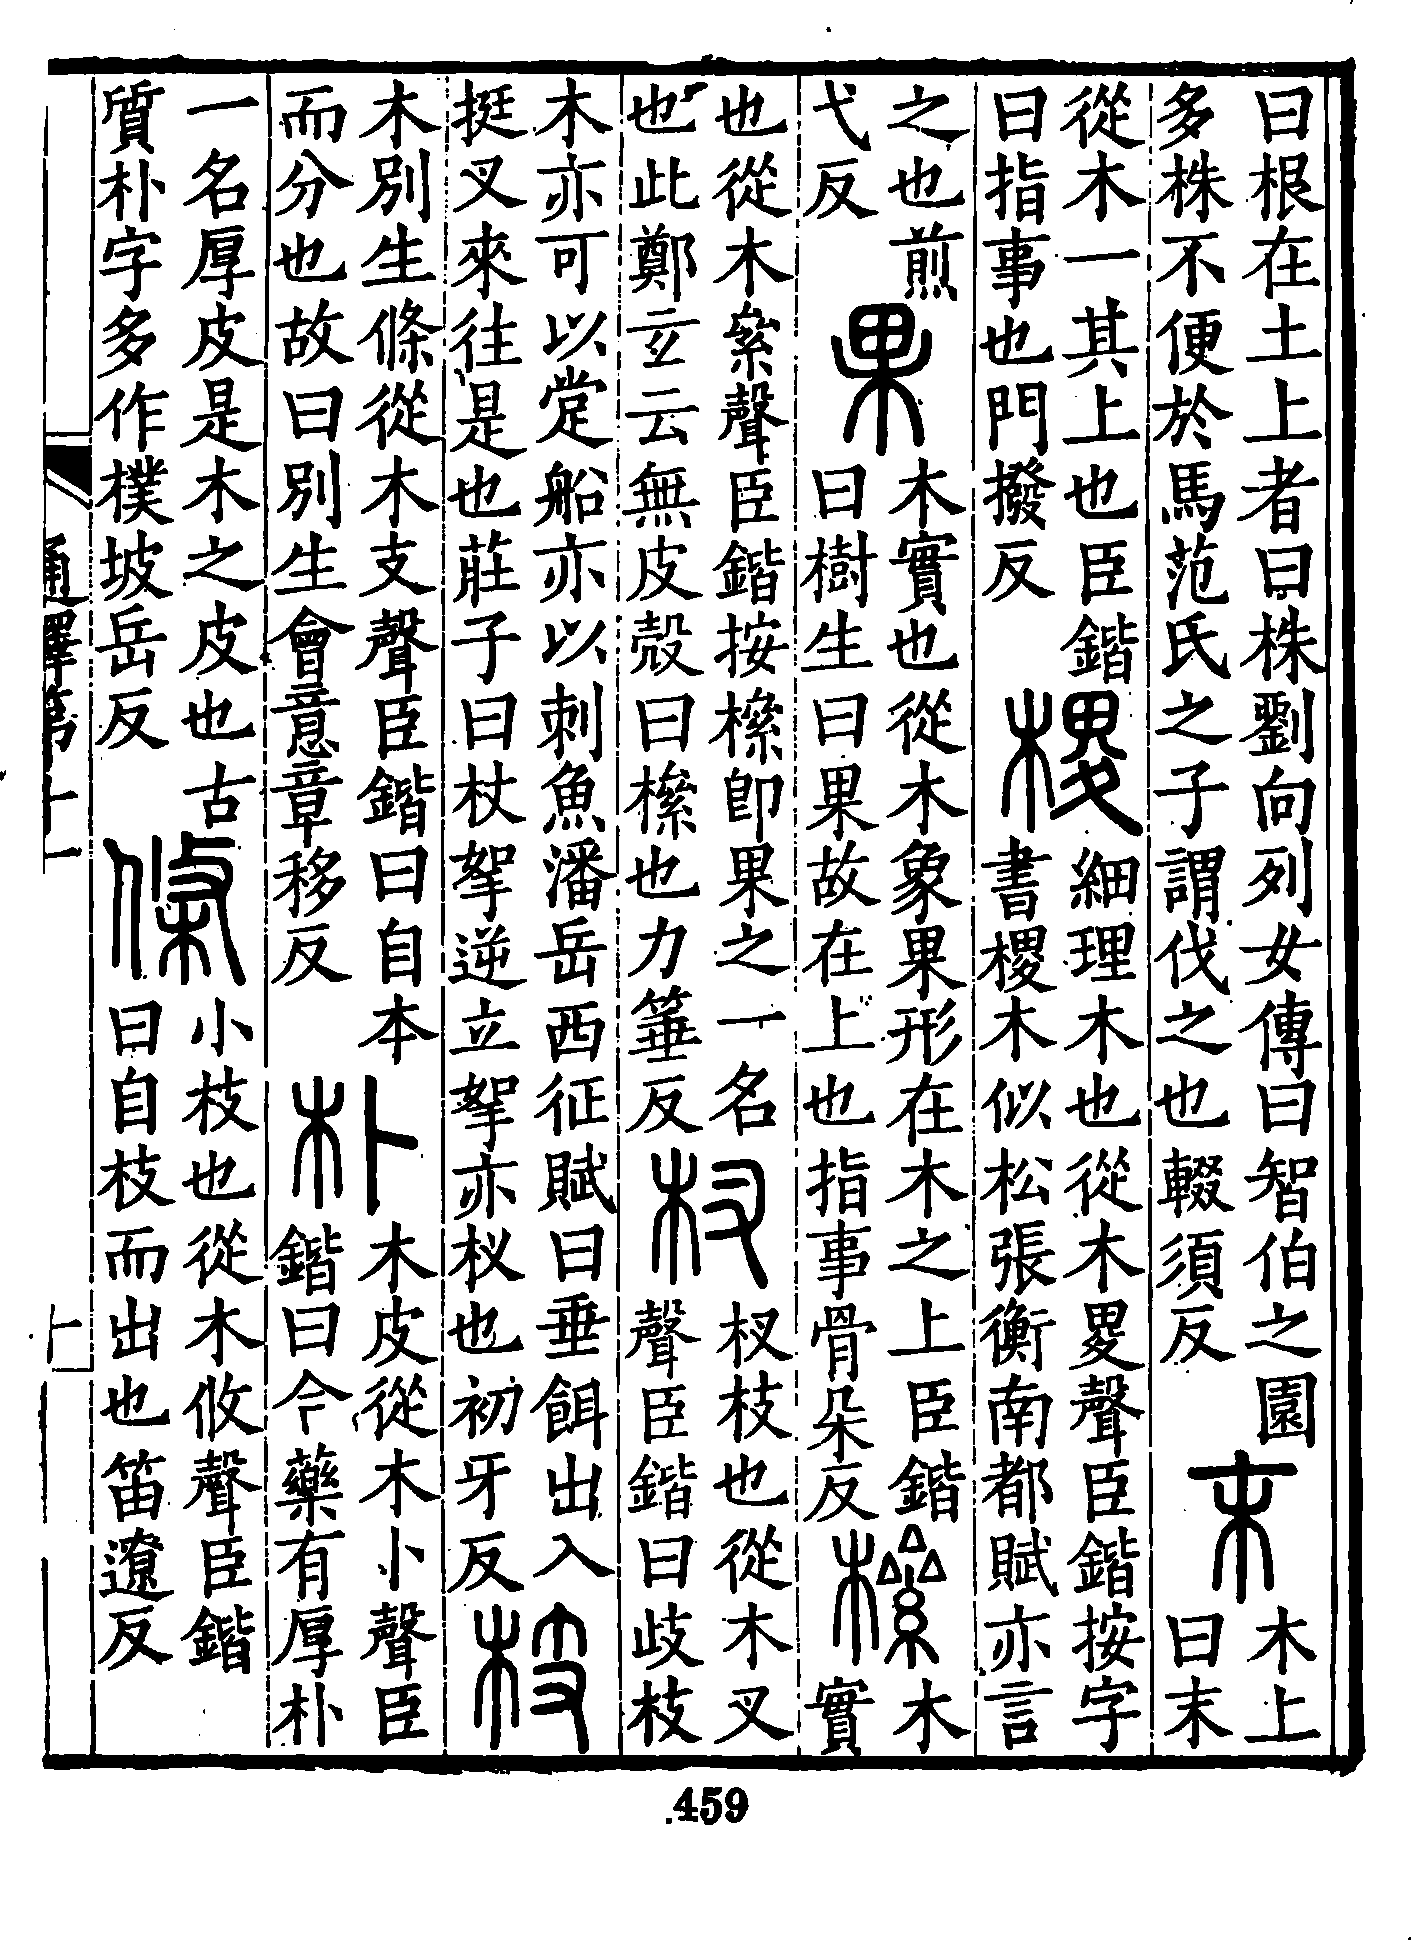 曰根在土上者曰株劉向列女傳曰智伯之園
多株不便於馬范氏之子謂伐之也輟須反
末
木上
曰末
從木一其上也臣鍇
曰指事也門撥反
㮨
細理木也從木畟聲臣鍇按字
書㮨木似松張衡南都賦亦言
之也煎
弋反
果
木實也從木象果形在木之上臣鍇
曰樹生曰果故在上也指事骨朵反
木
實
也從木絫聲臣鍇按即果之一名
也此鄭玄云無皮殼曰也力箠反
杈
杈枝也從木叉
聲臣鍇曰歧枝
木亦可以定船亦以刺魚潘岳西征賦曰垂餌出入
挺叉來往是也莊子曰杖拏逆立拏亦杈也初牙反
枝
木別生條從木支聲臣鍇曰自本
而分也故曰別生會意章移反
朴
木皮從木小聲臣
鍇曰今藥有厚朴
一名厚皮是木之皮也古
質朴字多作樸坡岳反
條
小枝也從木攸聲臣鍇
曰自枝而出也笛遼反
通釋第十一
459